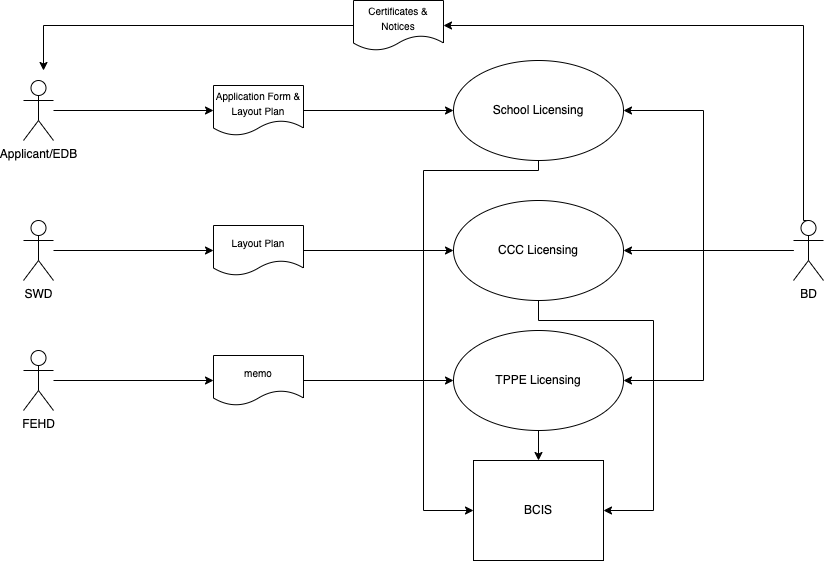 Certificates &
Notices
Application Form &
Layout Plan
School Licensing
Applicant/EDB
Layout Plan
CCC Licensing
SWD
BD
memo
TPPE Licensing
FEHD
BCIS